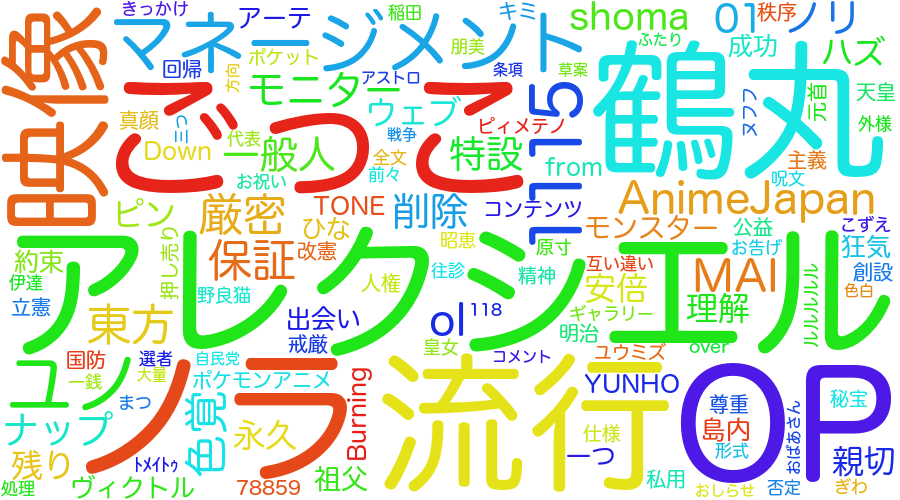 きっかけ
アーテ
稲田
キミ
shoma
01
秩序
ノリ
映像
マネージメント
ポケット
朋美
ふたり
成功
ハズ
回帰
方向
アストロ
条項
草案
鶴丸
ごっこ
モニター
ウェブ
1115
ヌフフ
元首
天皇
真顔
三つ
代表
戦争
ピィメテノ
外様
Down
一般人
全文
特設
from
主義
お祝い
前々
呪文
ピン
厳密
TONE
削除
コンテンツ
AnimeJapan
ひな
モンスター
公益
こずえ
約束
押し売り
保証
改憲
昭恵
原寸
お告げ
狂気
アレクシエル
伊達
人権
往診
精神
互い違い
MAI
創設
立憲
野良猫
安倍
色白
東方
出会い
ol
118
ギャラリー
理解
ルルルルル
戒厳
皇女
明治
over
国防
選者
自民党
コメント
ユウミズ
ユノ
一銭
大量
ポケモンアニメ
Burning
ノラ
流行
YUNHO
OP
尊重
秘宝
まつ
色覚
ナップ
永久
仕様
島内
おばあさん
残り
トメイトゥ
一つ
形式
親切
祖父
処理
ヴィクトル
78859
私用
おしらせ
否定
ぎわ